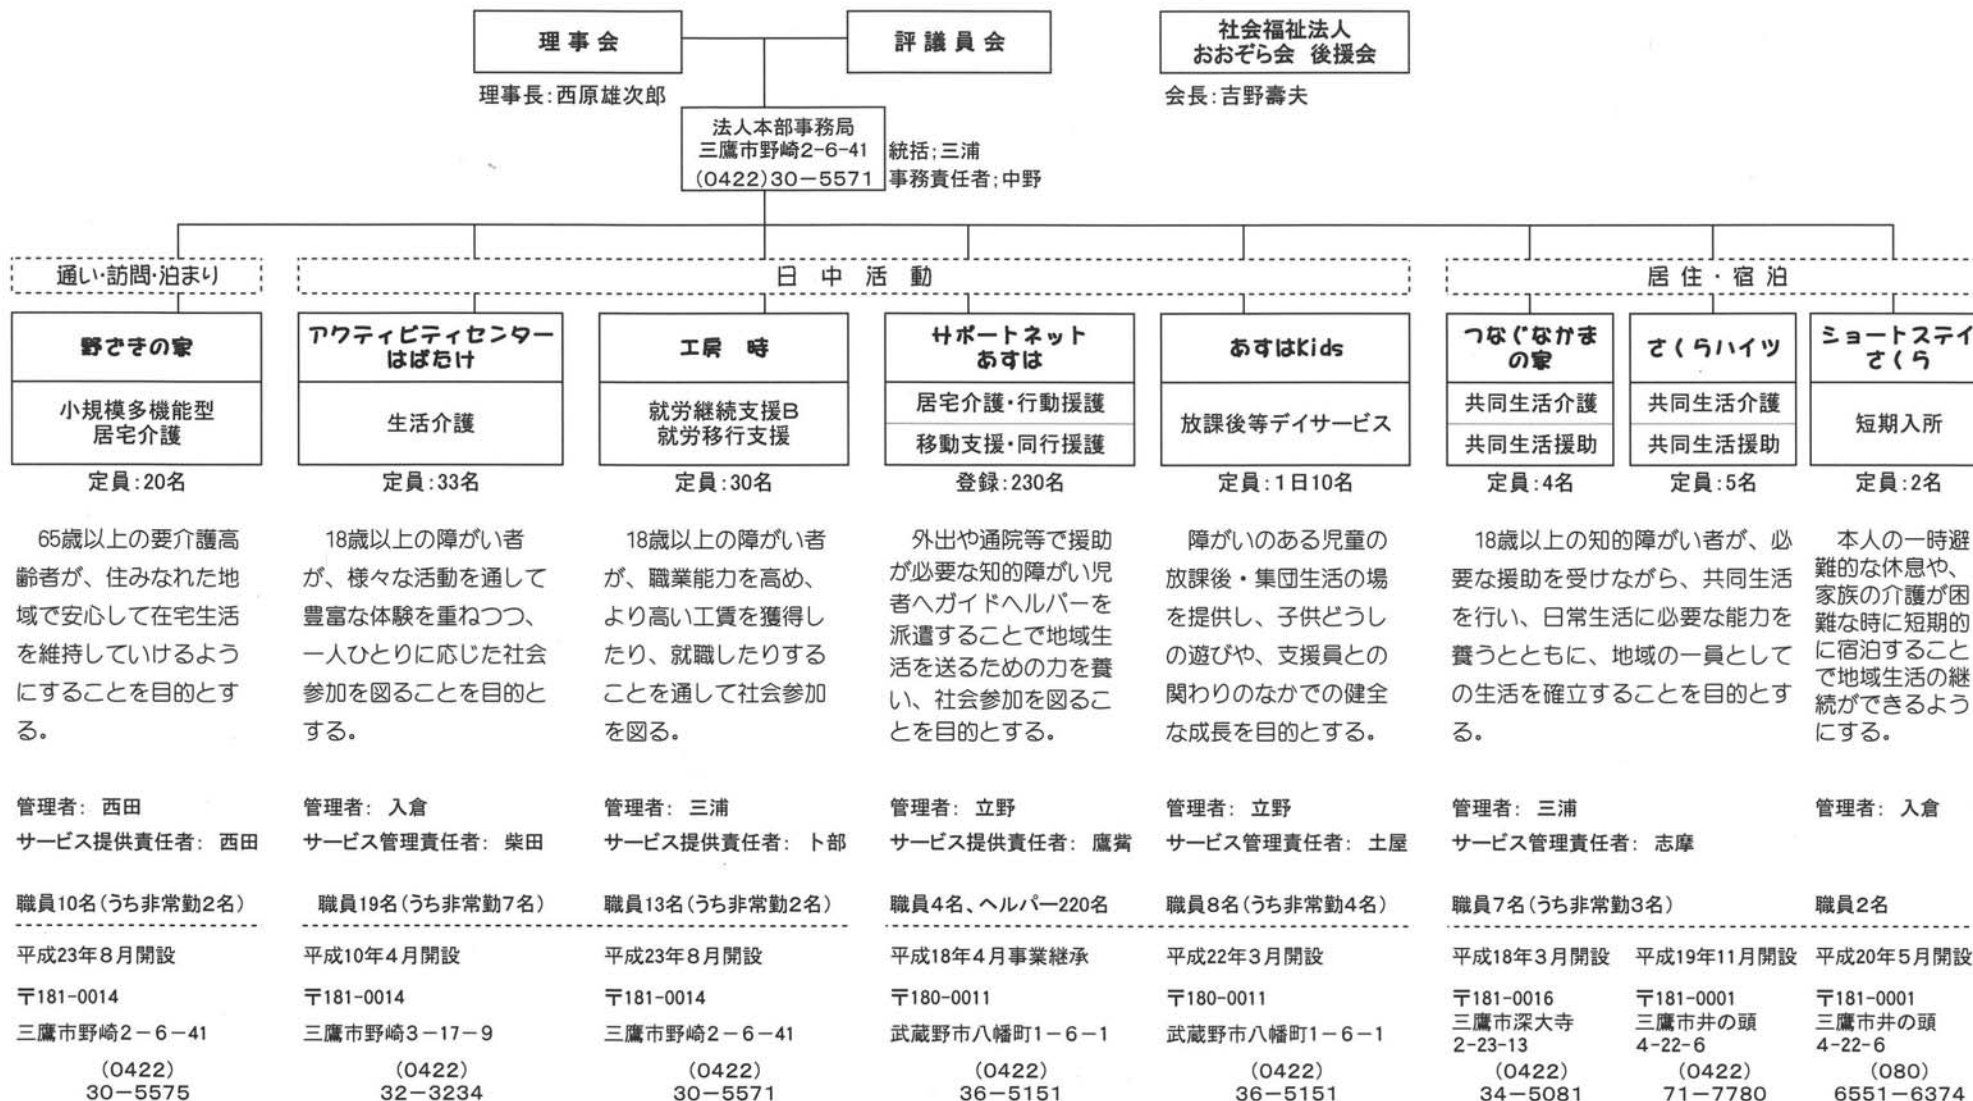 理事会
評議員会
社会福祉法人
おおぞら会 後援会
理事長:西原雄次郎
会長:吉野壽夫
法人本部事務局
三鷹市野崎2-6-41
(0422)30-5571
統括;三浦
事務責任者;中野
通い・訪問・泊まり
日中活動
居住・宿泊
野ざきの家
小規模多機能型
居宅介護
定員:20名
65歳以上の要介護高
齢者が、住みなれた地
域で安心して在宅生活
を維持していけるよう
にすることを目的とす
る。
管理者: 西田
サービス提供責任者: 西田
職員10名(うち非常勤2名)
平成23年8月開設
〒181-0014
三鷹市野崎2-6-41
(0422)
30-5575
アクティビティセンター
はばたけ
生活介護
定員:33名
18歳以上の障がい者
が、様々な活動を通して
豊富な体験を重ねつつ、
一人ひとりに応じた社会
参加を図ることを目的と
する。
管理者: 入倉
サービス管理責任者: 柴田
職員19名(うち非常勤7名)
平成10年4月開設
〒181-0014
三鷹市野崎3-17-9
(0422)
32-3234
工房 時
就労継続支援B
就労移行支援
定員:30名
18歳以上の障がい者
が、職業能力を高め、
より高い工賃を獲得し
たり、就職したりする
ことを通して社会参加
を図る。
管理者: 三浦
サービス提供責任者: 卜部
職員13名(うち非常勤2名)
平成23年8月開設
〒181-0014
三鷹市野崎2-6-41
(0422)
30-5571
サポートネット
あすは
居宅介護・行動援護
移動支援・同行援護
登録:230名
外出や通院等で援助
が必要な知的障がい児
者へガイドヘルパーを
派遣することで地域生
活を送るための力を養
い、社会参加を図るこ
とを目的とする。
管理者: 立野
サービス提供責任者: 鷹觜
職員4名、ヘルパー220名
平成18年4月事業継承
〒180-0011
武蔵野市八幡町1-6-1
(0422)
36-5151
あすはKids
放課後等デイサービス
定員:1日10名
障がいのある児童の
放課後・集団生活の場
を提供し、子供どうし
の遊びや、支援員との
関わりのなかでの健全
な成長を目的とする。
管理者: 立野
サービス管理責任者: 土屋
職員8名(うち非常勤4名)
平成22年3月開設
〒180-0011
武蔵野市八幡町1-6-1
(0422)
36-5151
つなぐなかま
の家
共同生活介護
共同生活援助
定員:4名
さくらハイツ
共同生活介護
共同生活援助
定員:5名
18歳以上の知的障がい者が、必
要な援助を受けながら、共同生活
を行い、日常生活に必要な能力を
養うとともに、地域の一員として
の生活を確立することを目的とす
る。
管理者: 三浦
サービス管理責任者: 志摩
職員7名(うち非常勤3名)
平成18年3月開設
〒181-0016
三鷹市深大寺
2-23-13
(0422)
34-5081
平成19年11月開設
〒181-0001
三鷹市井の頭
4-22-6
(0422)
71-7780
ショートステイ
さくら
短期入所
定員:2名
本人の一時避
難的な休息や、
家族の介護が困
難な時に短期的
に宿泊すること
で地域生活の継
続ができるよう
にする。
管理者: 入倉
職員2名
平成20年5月開設
〒181-0001
三鷹市井の頭
4-22-6
(080)
6551-6374